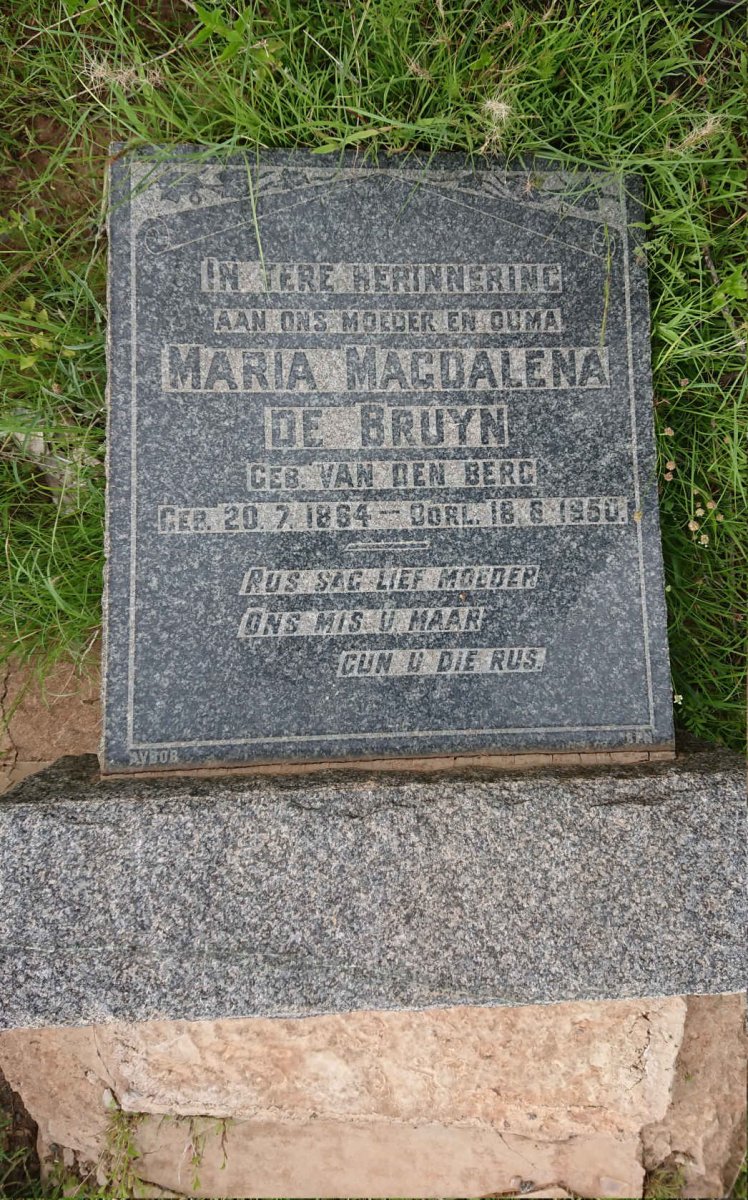 IN TERE HERINNERING
AAN ONS MOEDER EN OUMA
MARIA MAGDALENA
DE BRUYN
GEB. VAN DEN BERG
GEB. 20.7.1864 — OORL. 18.6.1950.
RUS SAG LIEF MOEDER
ONS MIS U MAAR
GUN U DIE RUS.